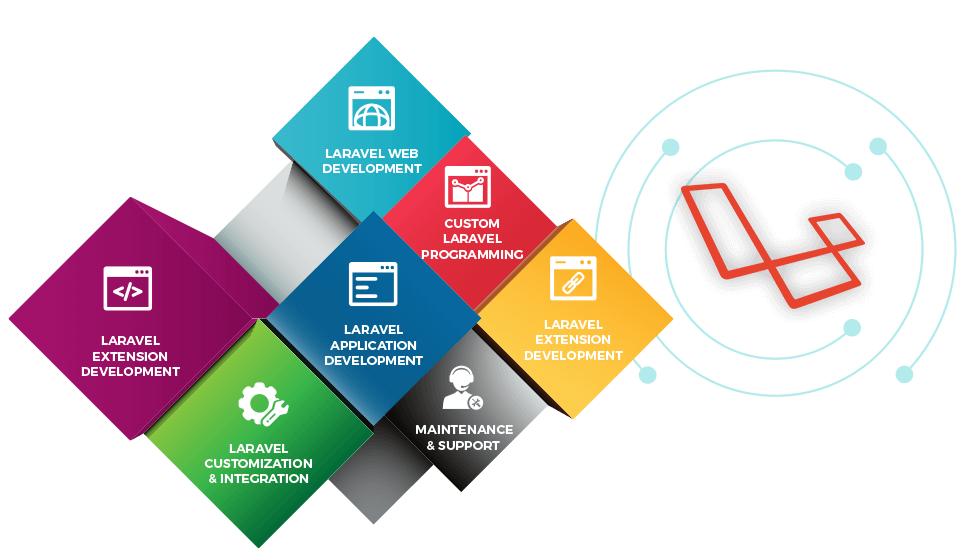 LARAVEL WEB
DEVELOPMENT
CUSTOM
LARAVEL
PROGRAMMING
LARAVEL
EXTENSION
DEVELOPMENT
LARAVEL
APPLICATION
DEVELOPMENT
LARAVEL
EXTENSION
DEVELOPMENT
LARAVEL
CUSTOMIZATION
& INTEGRATION
MAINTENANCE
& SUPPORT